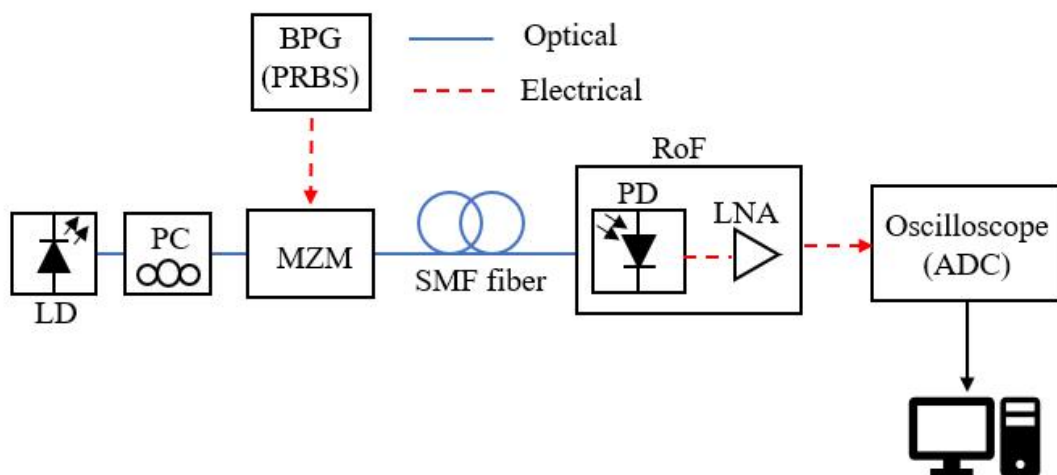 BPG
(PRBS)
Optical
Electrical
RoF
PD
LNA
PC
MZM
SMF fiber
LD
Oscilloscope
(ADC)